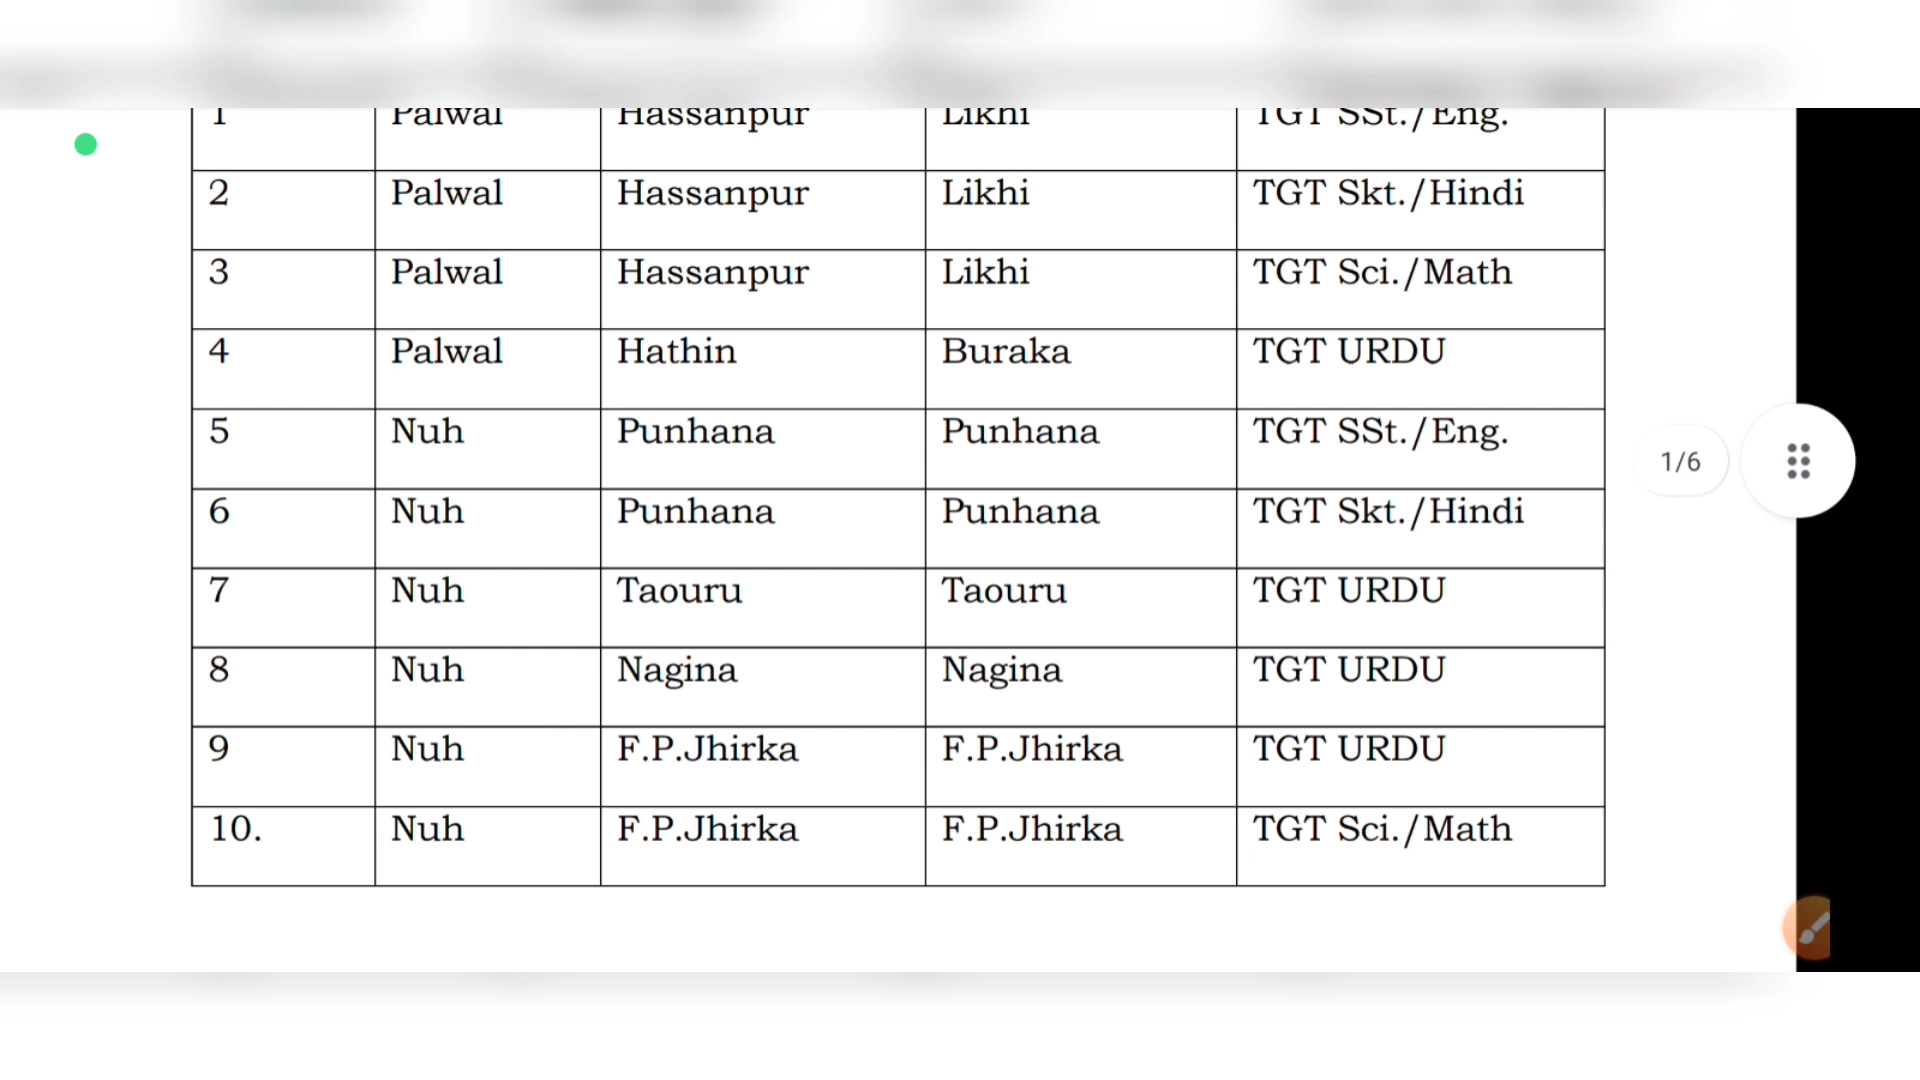 1 Palwal Hassanpur Likhi TGT SSt./Eng.
2 Palwal Hassanpur Likhi TGT Skt./Hindi
3 Palwal Hassanpur Likhi TGT Sci./Math
4 Palwal Hathin Buraka TGT URDU
5 Nuh Punhana Punhana TGT SSt./Eng.
6 Nuh Punhana Punhana TGT Skt./Hindi
7 Nuh Taouru Taouru TGT URDU
8 Nuh Nagina Nagina TGT URDU
9 Nuh F.P.Jhirka F.P.Jhirka TGT URDU
10. Nuh F.P.Jhirka F.P.Jhirka TGT Sci./Math
1/6